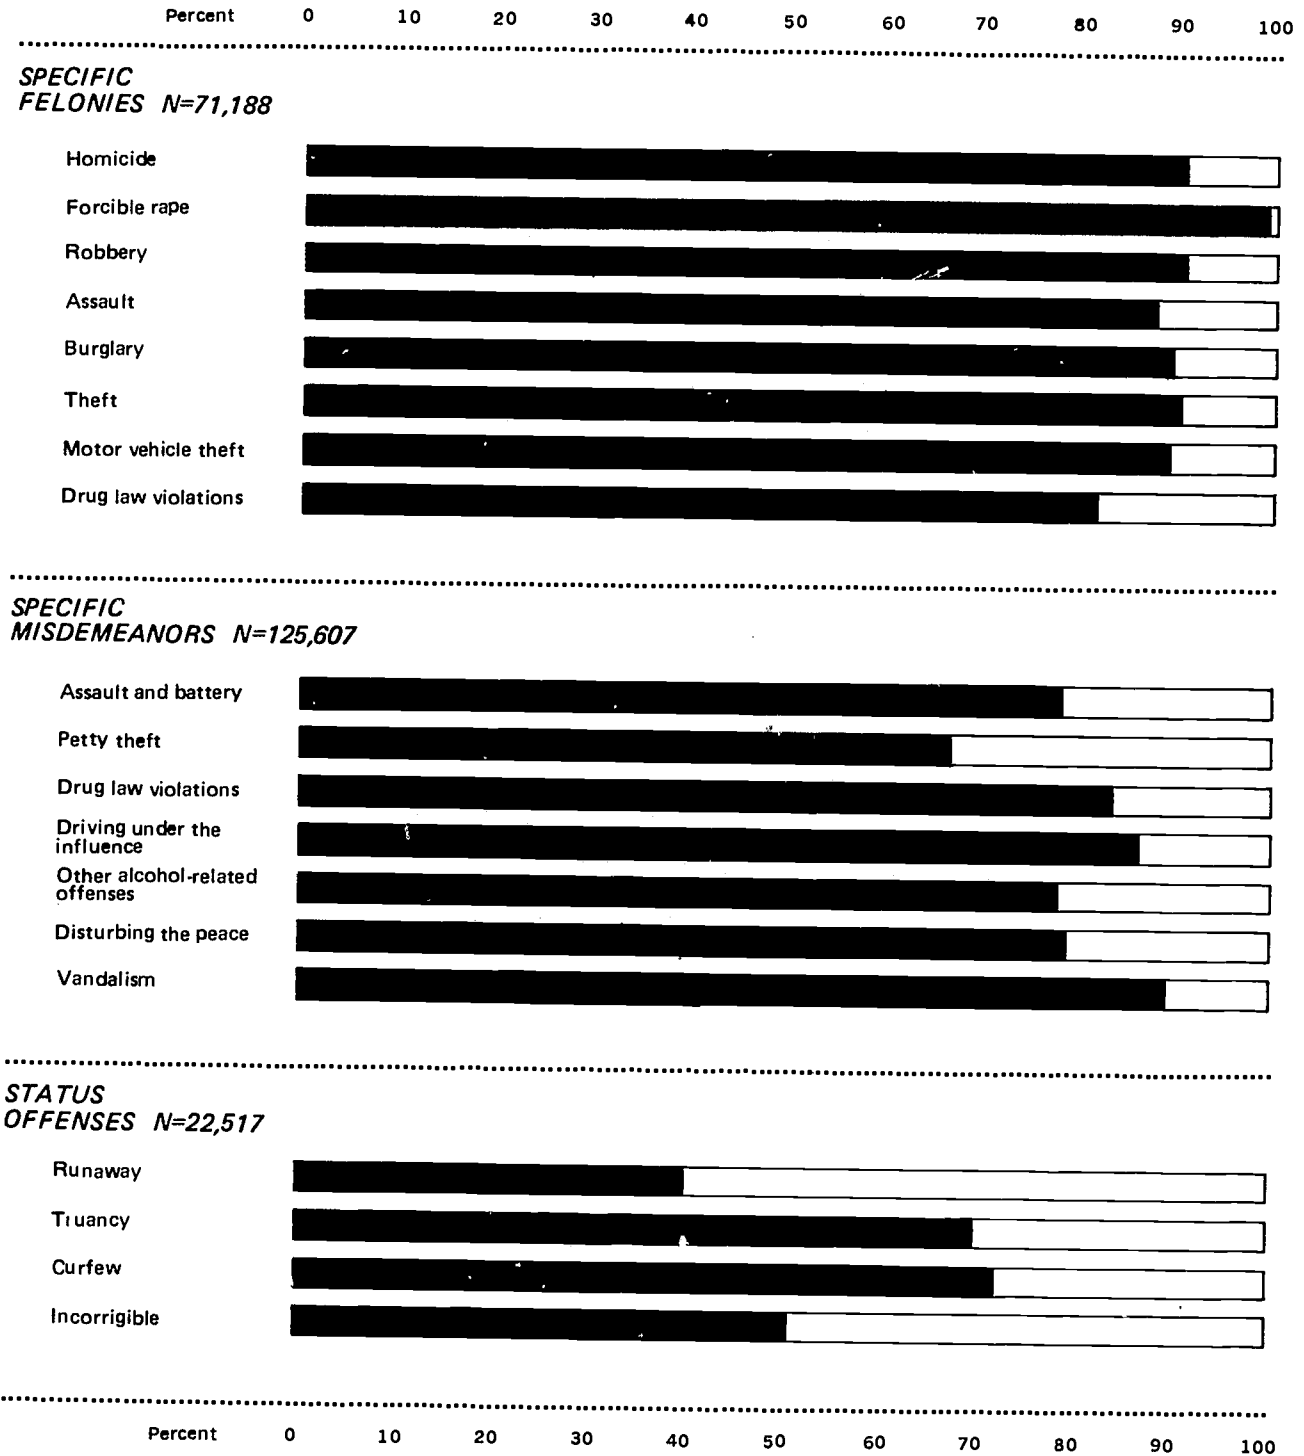 Percent 0 10 20 30 40 50 60 70 80 90 100
SPECIFIC
FELONIES N=71,188
Homicide
Forcible rape
Robbery
Assault
Burglary
Theft
Motor vehicle theft
Drug law violations
SPECIFIC
MISDEMEANORS N=125,607
Assault and battery
Petty theft
Drug law violations
Driving under the
influence
Other alcohol-related
offenses
Disturbing the peace
Vandalism
STATUS
OFFENSES N=22,517
Runaway
Truancy
Curfew
Incorrigible
Percent 0 10 20 30 40 50 60 70 80 90 100